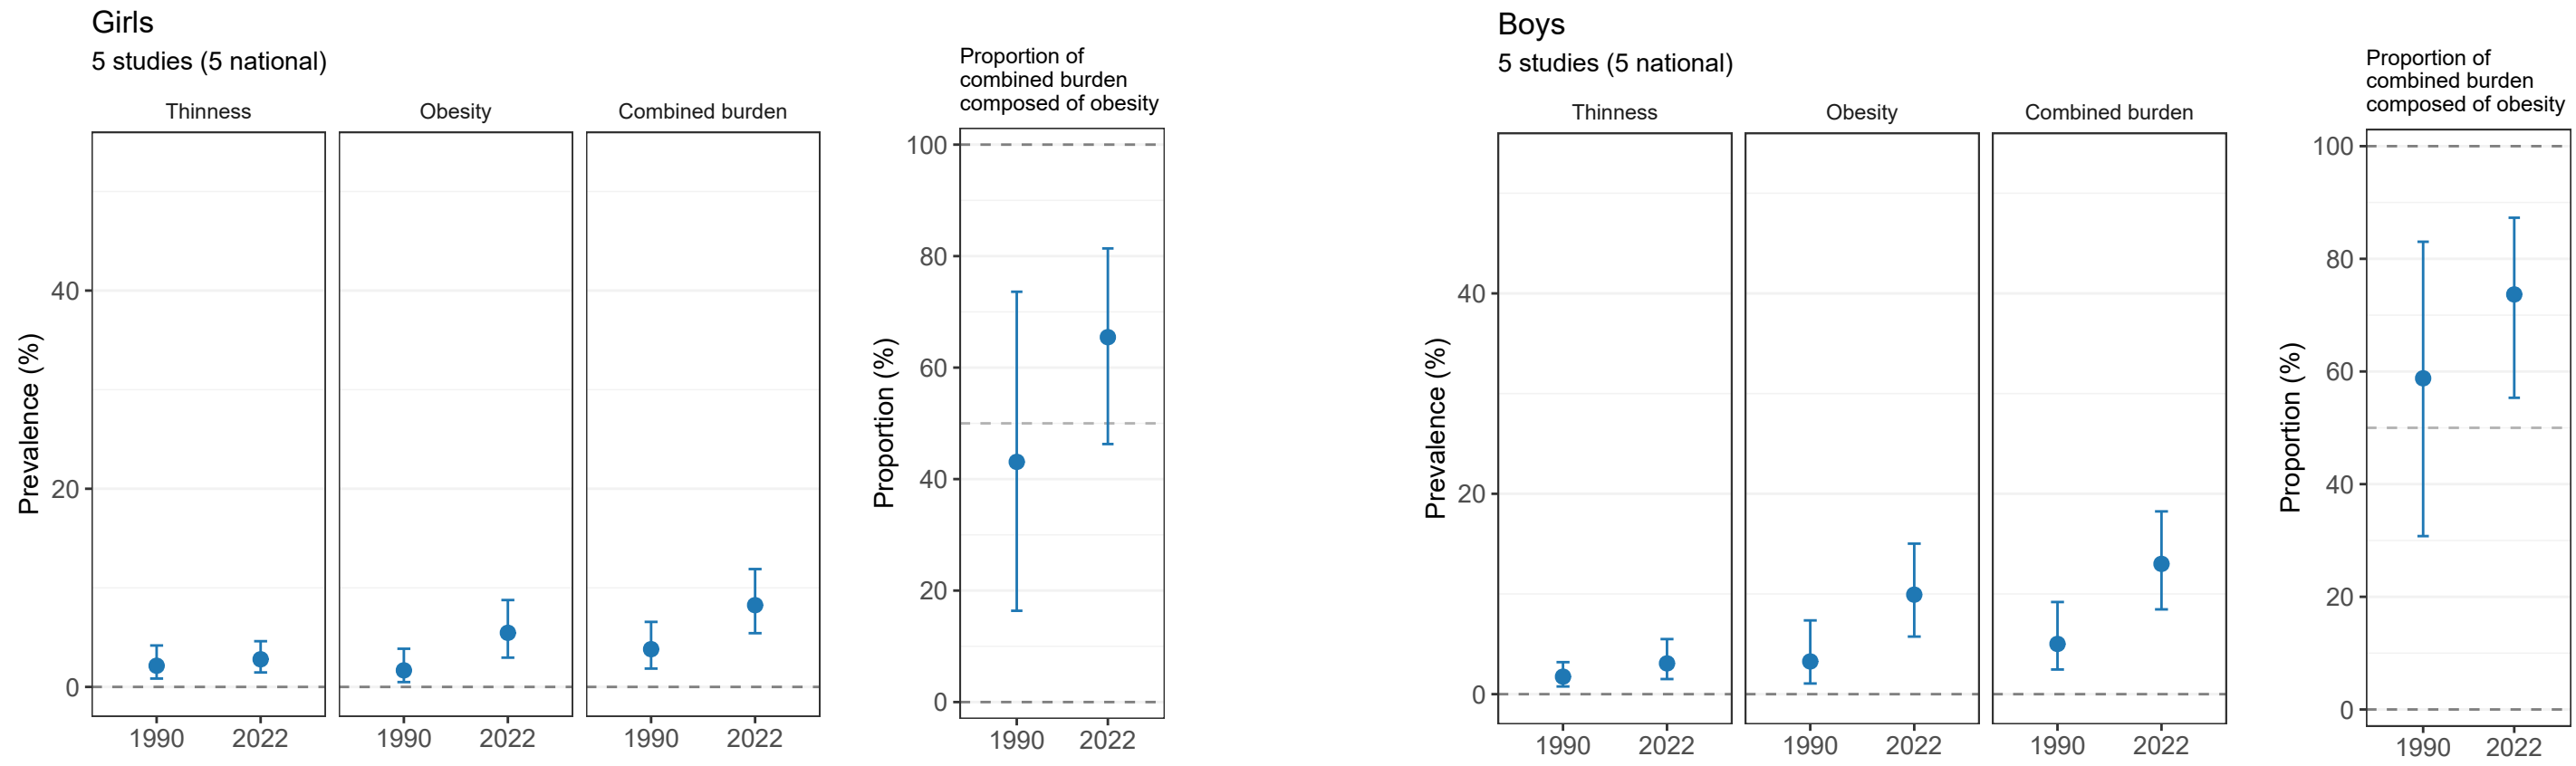 Girls
5 studies (5 national)
Thinness
Obesity
Combined burden
Prevalence (%)
40
20
0
1990 2022
1990 2022
1990 2022
Proportion of
combined burden
composed of obesity
Proportion (%)
100
80
60
40
20
0
1990 2022
Boys
5 studies (5 national)
Thinness
Obesity
Combined burden
Prevalence (%)
40
20
0
1990 2022
1990 2022
1990 2022
Proportion of
combined burden
composed of obesity
Proportion (%)
100
80
60
40
20
0
1990 2022